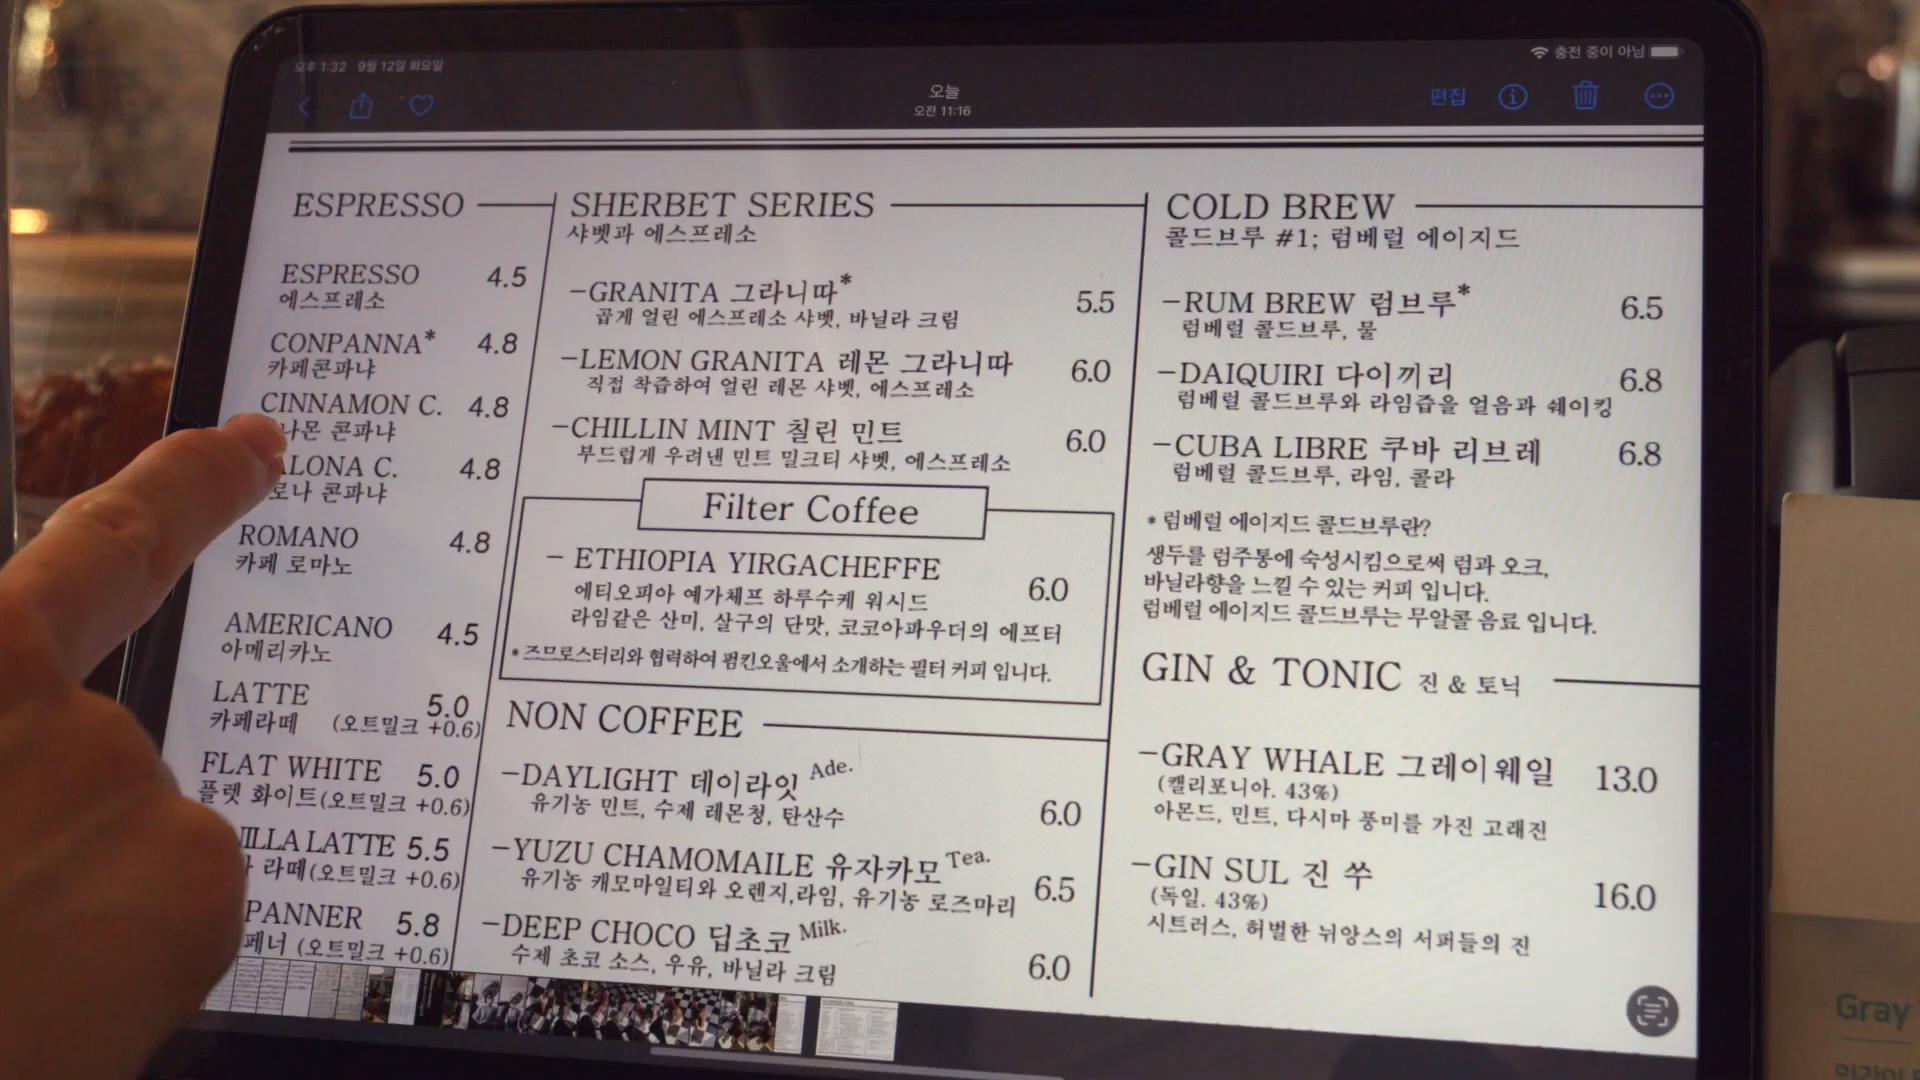 오후 1:32 9월 12일 화요일
충전 중이 아님
오늘
오전 11:16
편집
ESPRESSO
ESPRESSO 4.5
에스프레소
CONPANNA* 4.8
카페콘파냐
CINNAMON C. 4.8
나몬 콘파냐
ALONA C. 4.8
로나 콘파냐
ROMANO 4.8
카페 로마노
AMERICANO 4.5
아메리카노
LATTE 5.0
카페라떼 (오트밀크 +0.6)
FLAT WHITE 5.0
플렛 화이트(오트밀크 +0.6)
NILLA LATTE 5.5
라떼(오트밀크 +0.6)
PANNER 5.8
페너 (오트밀크 +0.6)
SHERBET SERIES
샤벳과 에스프레소
-GRANITA 그라니따* 5.5
곱게 얼린 에스프레소 샤벳, 바닐라 크림
-LEMON GRANITA 레몬 그라니따 6.0
직접 착즙하여 얼린 레몬 샤벳, 에스프레소
-CHILLIN MINT 칠린 민트 6.0
부드럽게 우려낸 민트 밀크티 샤벳, 에스프레소
Filter Coffee
- ETHIOPIA YIRGACHEFFE 6.0
에티오피아 예가체프 하루수케 워시드
라임같은 산미, 살구의 단맛, 코코아파우더의 에프터
* 즈므로스터리와 협력하여 펌킨오울에서 소개하는 필터 커피 입니다.
NON COFFEE
-DAYLIGHT 데이라잇 Ade. 6.0
유기농 민트, 수제 레몬청, 탄산수
-YUZU CHAMOMAILE 유자카모 Tea. 6.5
유기농 캐모마일티와 오렌지,라임, 유기농 로즈마리
-DEEP CHOCO 딥초코 Milk. 6.0
수제 초코 소스, 우유, 바닐라 크림
COLD BREW
콜드브루 #1; 럼베럴 에이지드
-RUM BREW 럼브루* 6.5
럼베럴 콜드브루, 물
-DAIQUIRI 다이끼리 6.8
럼베럴 콜드브루와 라임즙을 얼음과 쉐이킹
-CUBA LIBRE 쿠바 리브레 6.8
럼베럴 콜드브루, 라임, 콜라
* 럼베럴 에이지드 콜드브루란?
생두를 럼주통에 숙성시킴으로써 럼과 오크,
바닐라향을 느낄 수 있는 커피 입니다.
럼베럴 에이지드 콜드브루는 무알콜 음료 입니다.
GIN & TONIC 진 & 토닉
-GRAY WHALE 그레이웨일 13.0
(캘리포니아. 43%)
아몬드, 민트, 다시마 풍미를 가진 고래진
-GIN SUL 진 쑤 16.0
(독일. 43%)
시트러스, 허벌한 뉘앙스의 서퍼들의 진
Gray